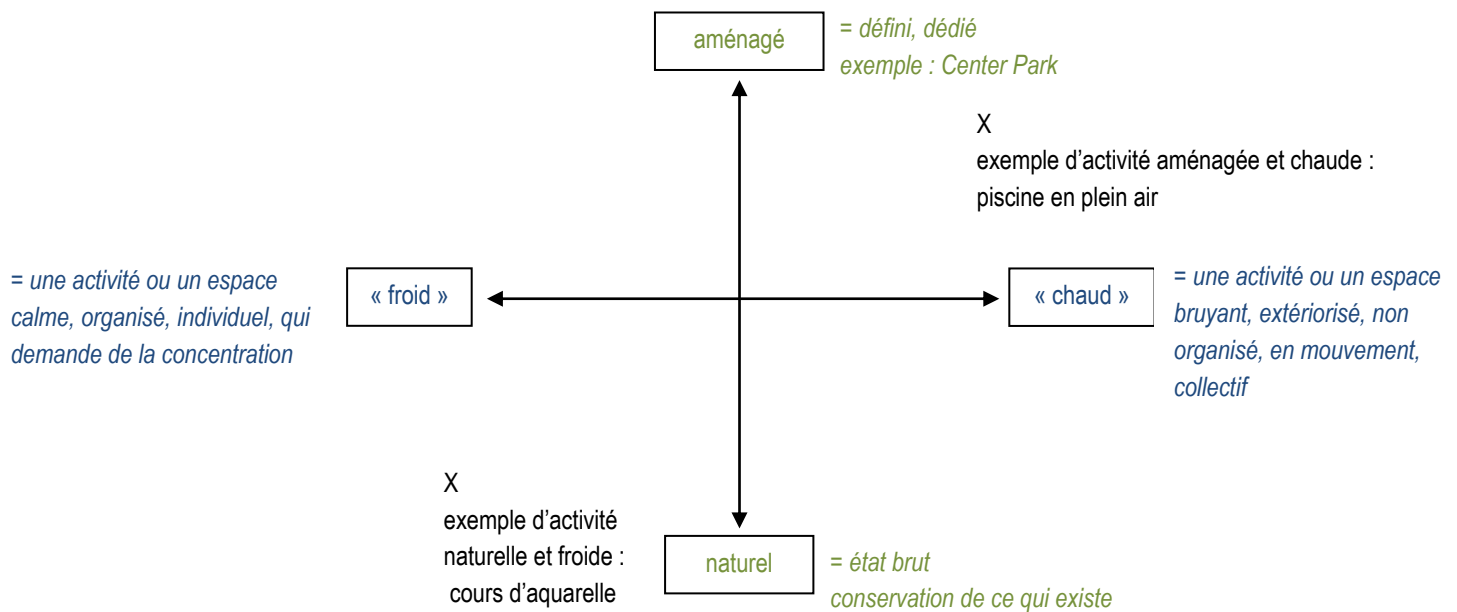 aménagé
= défini, dédié
exemple : Center Park
X
exemple d’activité aménagée et chaude :
piscine en plein air
= une activité ou un espace
calme, organisé, individuel, qui
demande de la concentration
« froid »
« chaud »
= une activité ou un espace
bruyant, extériorisé, non
organisé, en mouvement,
collectif
X
exemple d’activité
naturelle et froide :
cours d’aquarelle
naturel
= état brut
conservation de ce qui existe